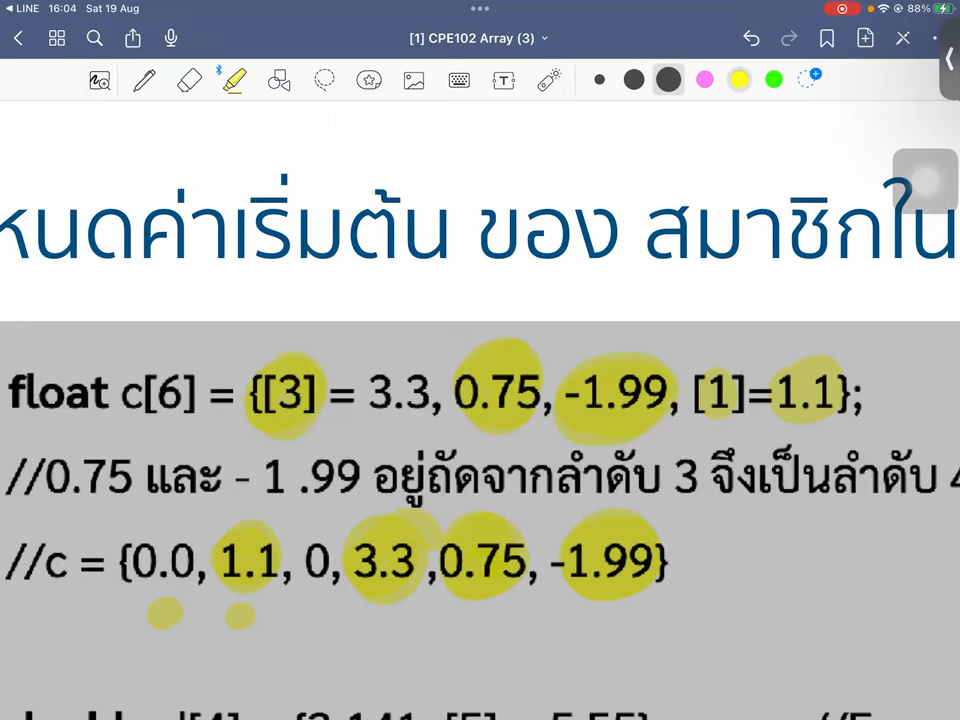 LINE 16:04 Sat 19 Aug 88%
[1] CPE102 Array (3)
หนดค่าเริ่มต้น ของ สมาชิกใน
float c[6] = {[3] = 3.3, 0.75, -1.99, [1]=1.1};
//0.75 และ - 1 .99 อยู่ถัดจากลำดับ 3 จึงเป็นลำดับ 4
//c = {0.0, 1.1, 0, 3.3 ,0.75, -1.99}